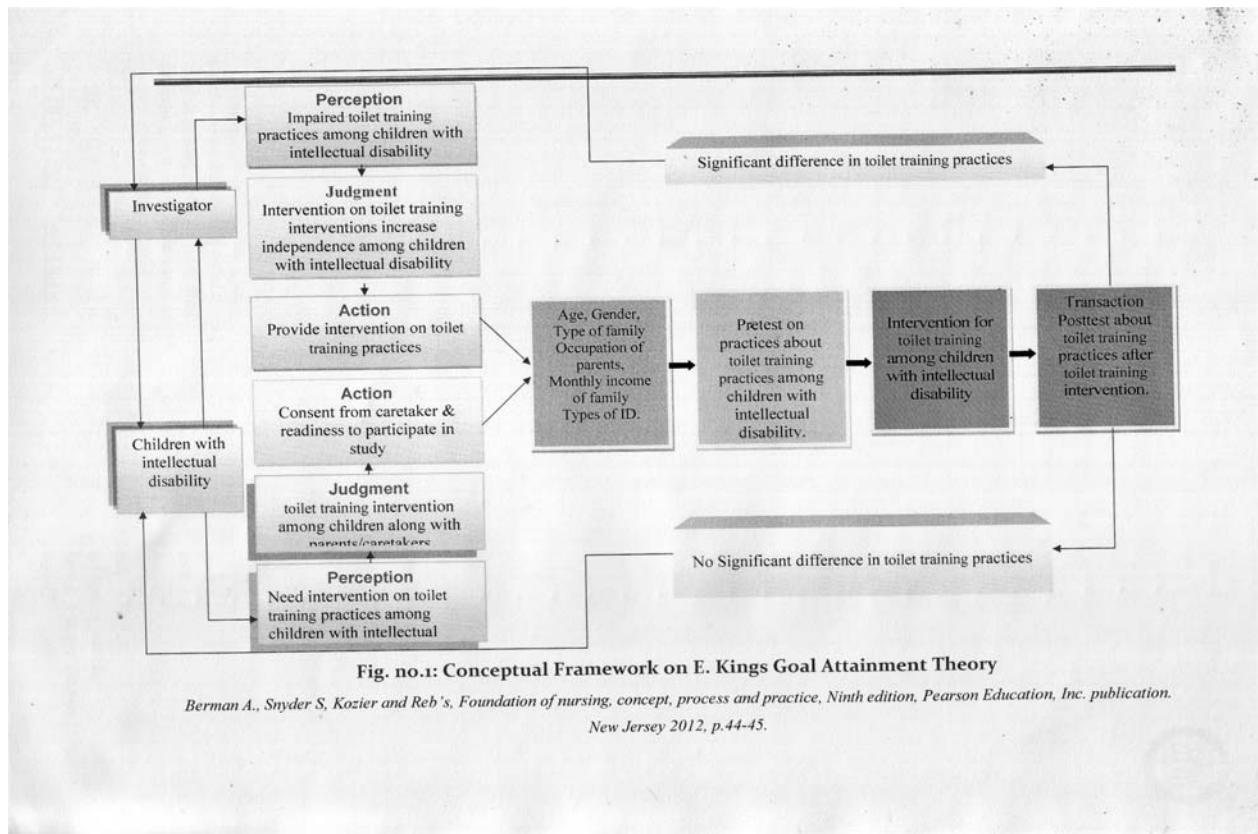 Perception
Impaired toilet training
practices among children with
intellectual disability
Investigator
Judgment
Intervention on toilet training
interventions increase
independence among children
with intellectual disability
Action
Provide intervention on toilet
training practices
Action
Consent from caretaker &
readiness to participate in
study
Children with
intellectual
disability
Judgment
toilet training intervention
among children along with
parents/caretakers
Perception
Need intervention on toilet
training practices among
children with intellectual
Age, Gender,
Type of family
Occupation of
parents,
Monthly income
of family
Types of ID.
Pretest on
practices about
toilet training
practices among
children with
intellectual
disability.
Intervention for
toilet training
among children
with intellectual
disability
Transaction
Posttest about
toilet training
practices after
toilet training
intervention.
Significant difference in toilet training practices
No Significant difference in toilet training practices
Fig. no.1: Conceptual Framework on E. Kings Goal Attainment Theory
Berman A., Snyder S, Kozier and Reb's, Foundation of nursing, concept, process and practice, Ninth edition, Pearson Education, Inc. publication.
New Jersey 2012, p.44-45.